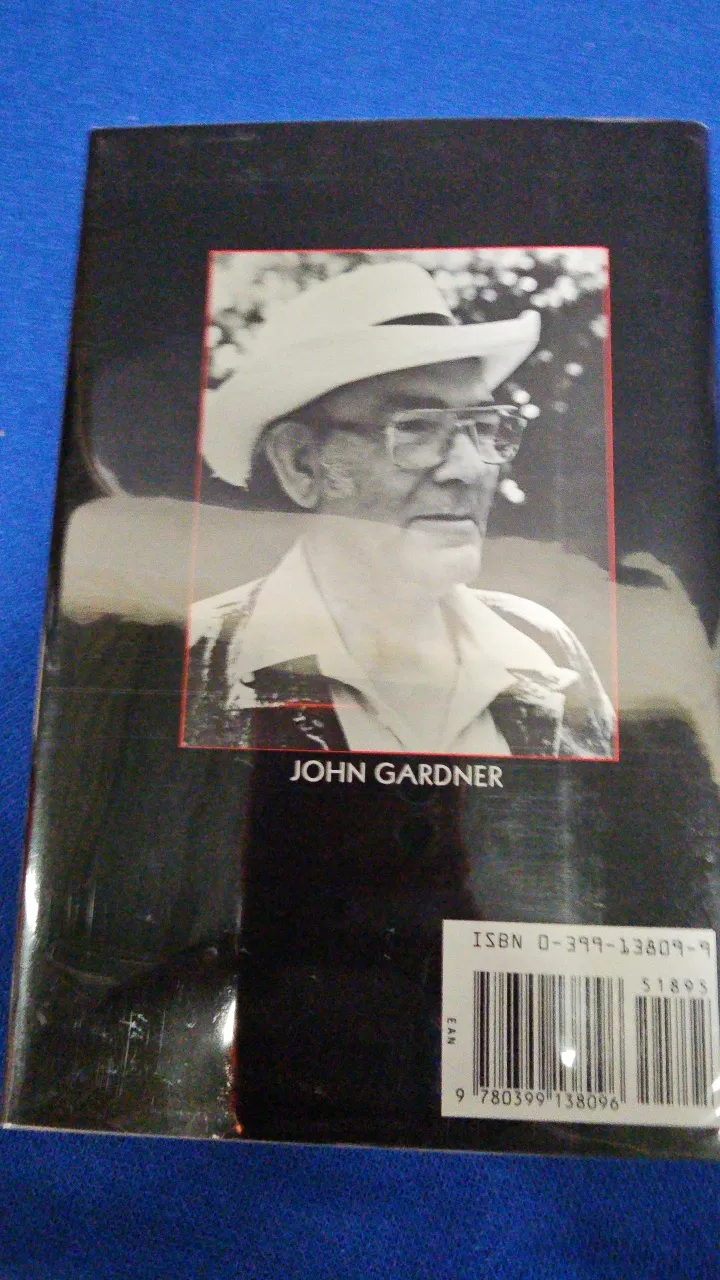 JOHN GARDNER
ISBN 0-399-13809-9
51895
EAN
9 780399 138096